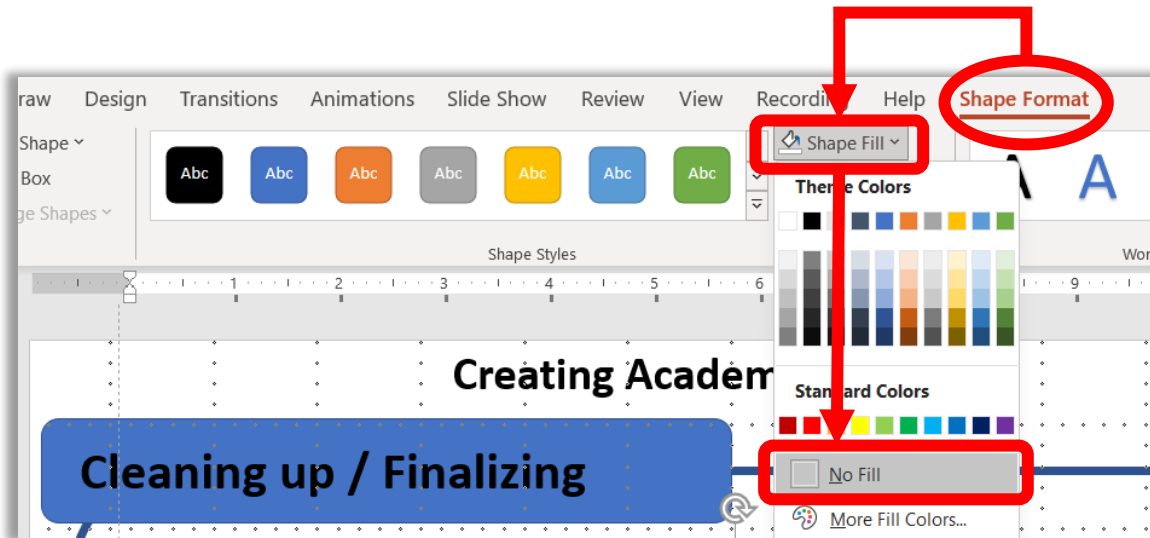 raw Design Transitions Animations Slide Show Review View Recording Help Shape Format
Shape
Box
ge Shapes
Abc Abc Abc Abc Abc Abc Abc
Shape Styles
Shape Fill
Theme Colors
Standard Colors
No Fill
More Fill Colors...
A A
Wor
1 2 3 4 5 6 9
Creating Academ
Cleaning up / Finalizing